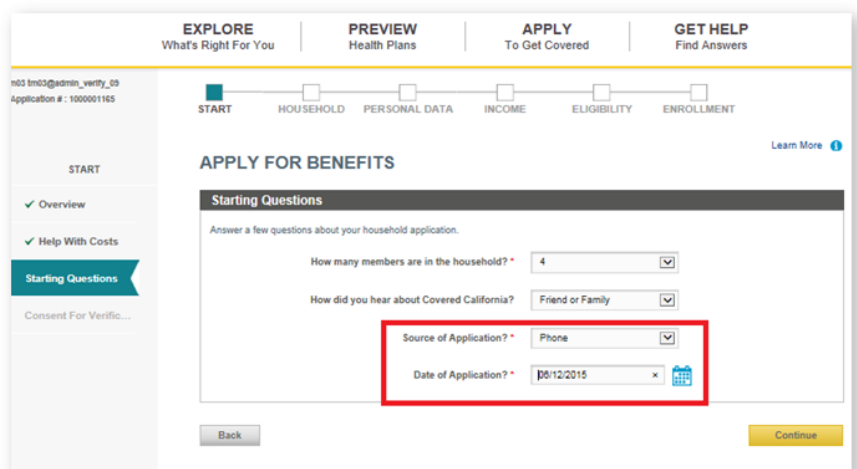 EXPLORE
What's Right For You
PREVIEW
Health Plans
APPLY
To Get Covered
GET HELP
Find Answers
tm03@admin_verify_09
Application # : 1000001165
START
HOUSEHOLD
PERSONAL DATA
INCOME
ELIGIBILITY
ENROLLMENT
Learn More
START
Overview
Help With Costs
Starting Questions
Consent For Verific...
APPLY FOR BENEFITS
Starting Questions
Answer a few questions about your household application.
How many members are in the household? * 4
How did you hear about Covered California? Friend or Family
Source of Application? * Phone
Date of Application? * 06/12/2015 ×
Back
Continue